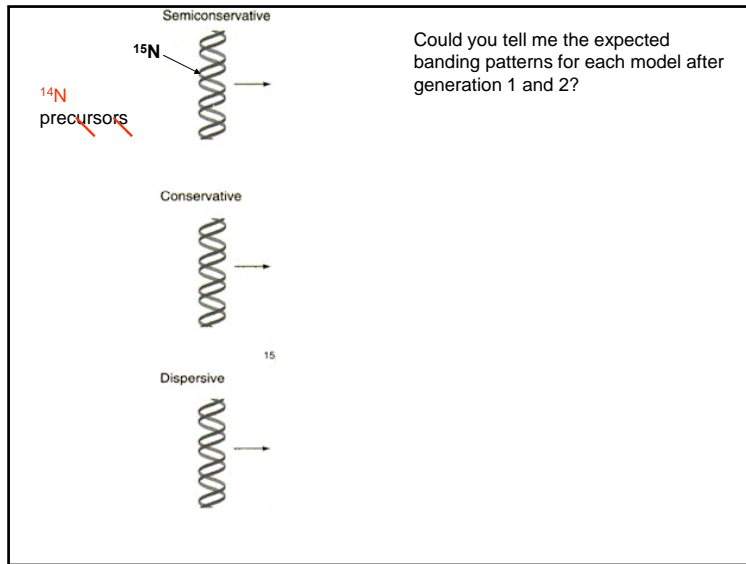 Semiconservative
¹⁵N
¹⁴N
precursors
Could you tell me the expected
banding patterns for each model after
generation 1 and 2?
Conservative
15
Dispersive